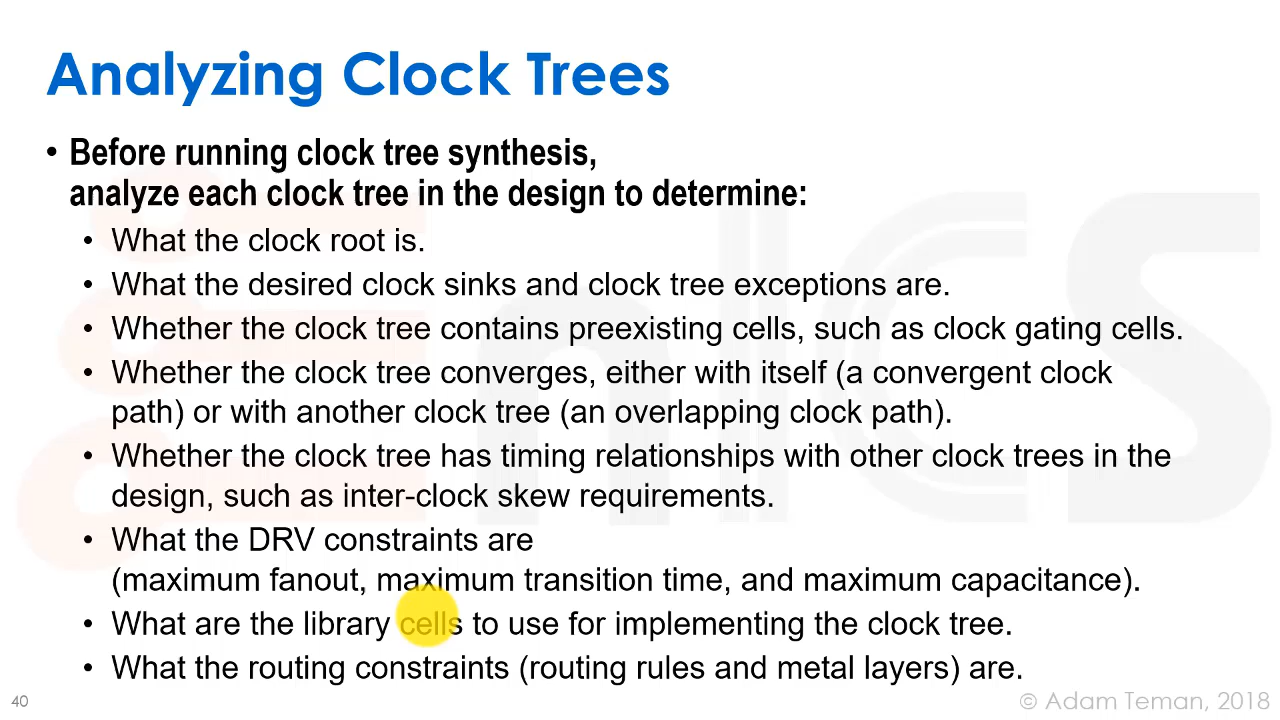 Analyzing Clock Trees
• Before running clock tree synthesis,
analyze each clock tree in the design to determine:
• What the clock root is.
• What the desired clock sinks and clock tree exceptions are.
• Whether the clock tree contains preexisting cells, such as clock gating cells.
• Whether the clock tree converges, either with itself (a convergent clock
path) or with another clock tree (an overlapping clock path).
• Whether the clock tree has timing relationships with other clock trees in the
design, such as inter-clock skew requirements.
• What the DRV constraints are
(maximum fanout, maximum transition time, and maximum capacitance).
• What are the library cells to use for implementing the clock tree.
• What the routing constraints (routing rules and metal layers) are.
40
© Adam Teman, 2018